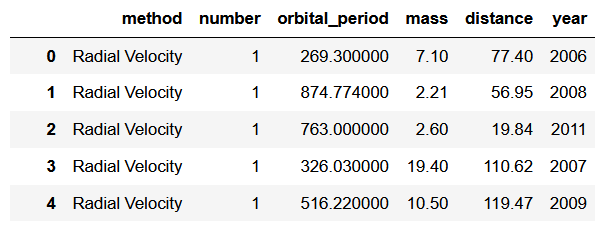 method number orbital_period mass distance year
0 Radial Velocity 1 269.300000 7.10 77.40 2006
1 Radial Velocity 1 874.774000 2.21 56.95 2008
2 Radial Velocity 1 763.000000 2.60 19.84 2011
3 Radial Velocity 1 326.030000 19.40 110.62 2007
4 Radial Velocity 1 516.220000 10.50 119.47 2009